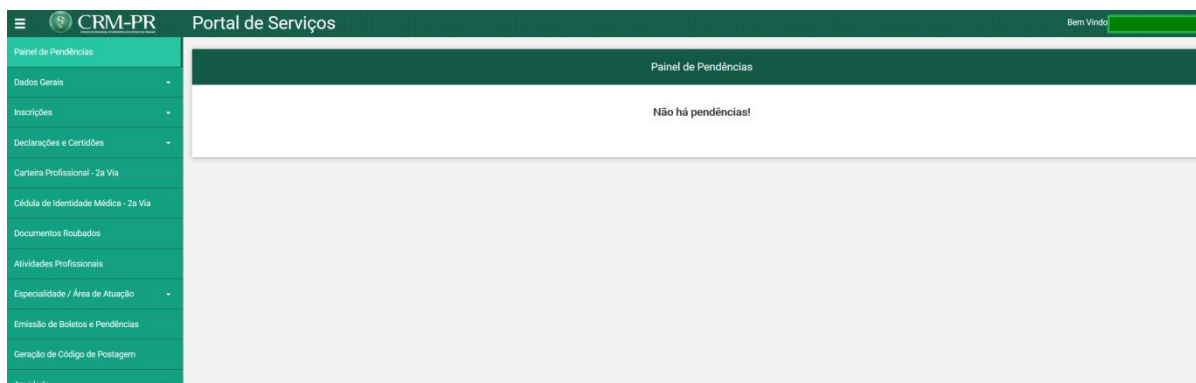 CRM-PR
Portal de Serviços
Bem Vindo
Painel de Pendências
Dados Gerais
Inscrições
Declarações e Certidões
Carteira Profissional - 2a Via
Cédula de Identidade Médica - 2a Via
Documentos Roubados
Atividades Profissionais
Especialidade / Área de Atuação
Emissão de Boletos e Pendências
Geração de Código de Postagem
Painel de Pendências
Não há pendências!